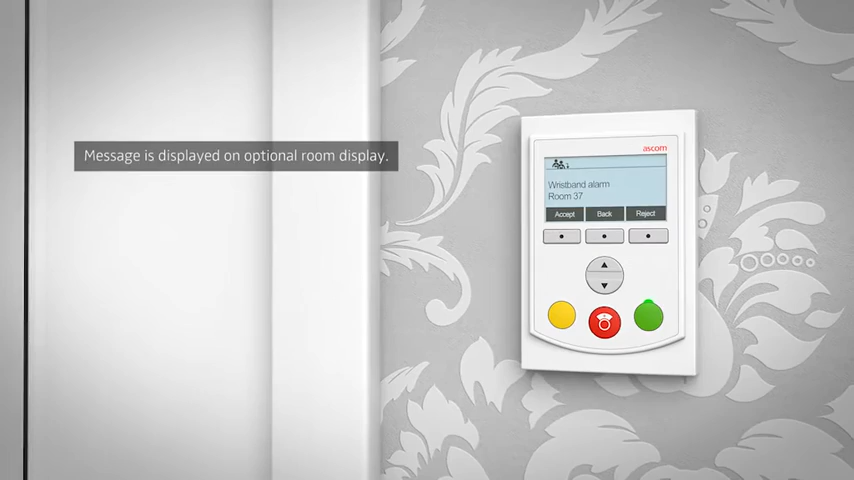 Message is displayed on optional room display.
ascom
Wristband alarm
Room 37
Accept Back Reject